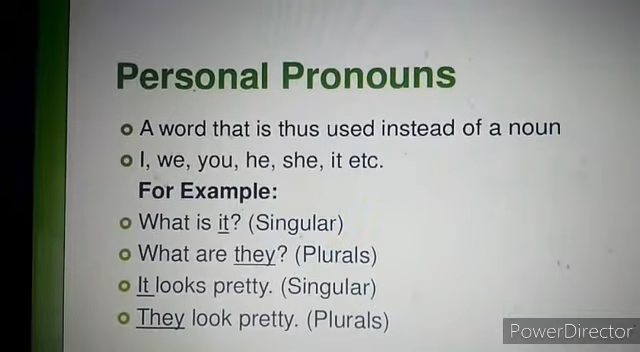 Personal Pronouns
A word that is thus used instead of a noun
I, we, you, he, she, it etc.
For Example:
What is it? (Singular)
What are they? (Plurals)
It looks pretty. (Singular)
They look pretty. (Plurals)
PowerDirector